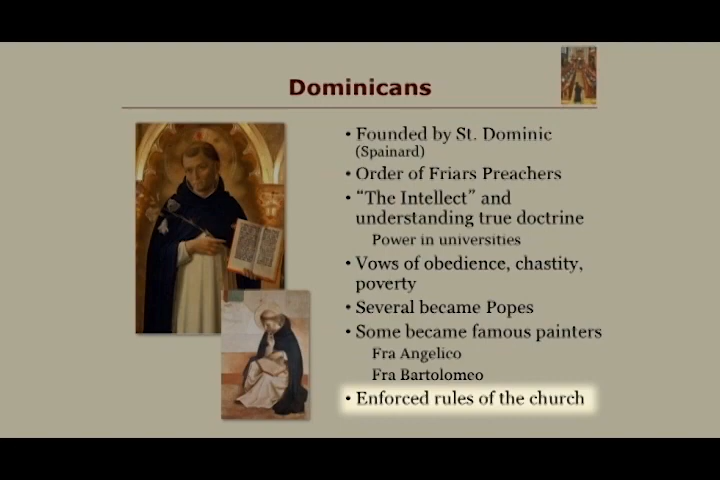 Dominicans
• Founded by St. Dominic
(Spainard)
• Order of Friars Preachers
• “The Intellect” and
understanding true doctrine
Power in universities
• Vows of obedience, chastity,
poverty
• Several became Popes
• Some became famous painters
Fra Angelico
Fra Bartolomeo
• Enforced rules of the church